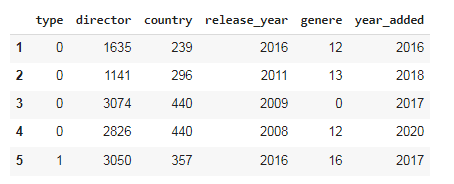 type director country release_year genere year_added
1 0 1635 239 2016 12 2016
2 0 1141 296 2011 13 2018
3 0 3074 440 2009 0 2017
4 0 2826 440 2008 12 2020
5 1 3050 357 2016 16 2017